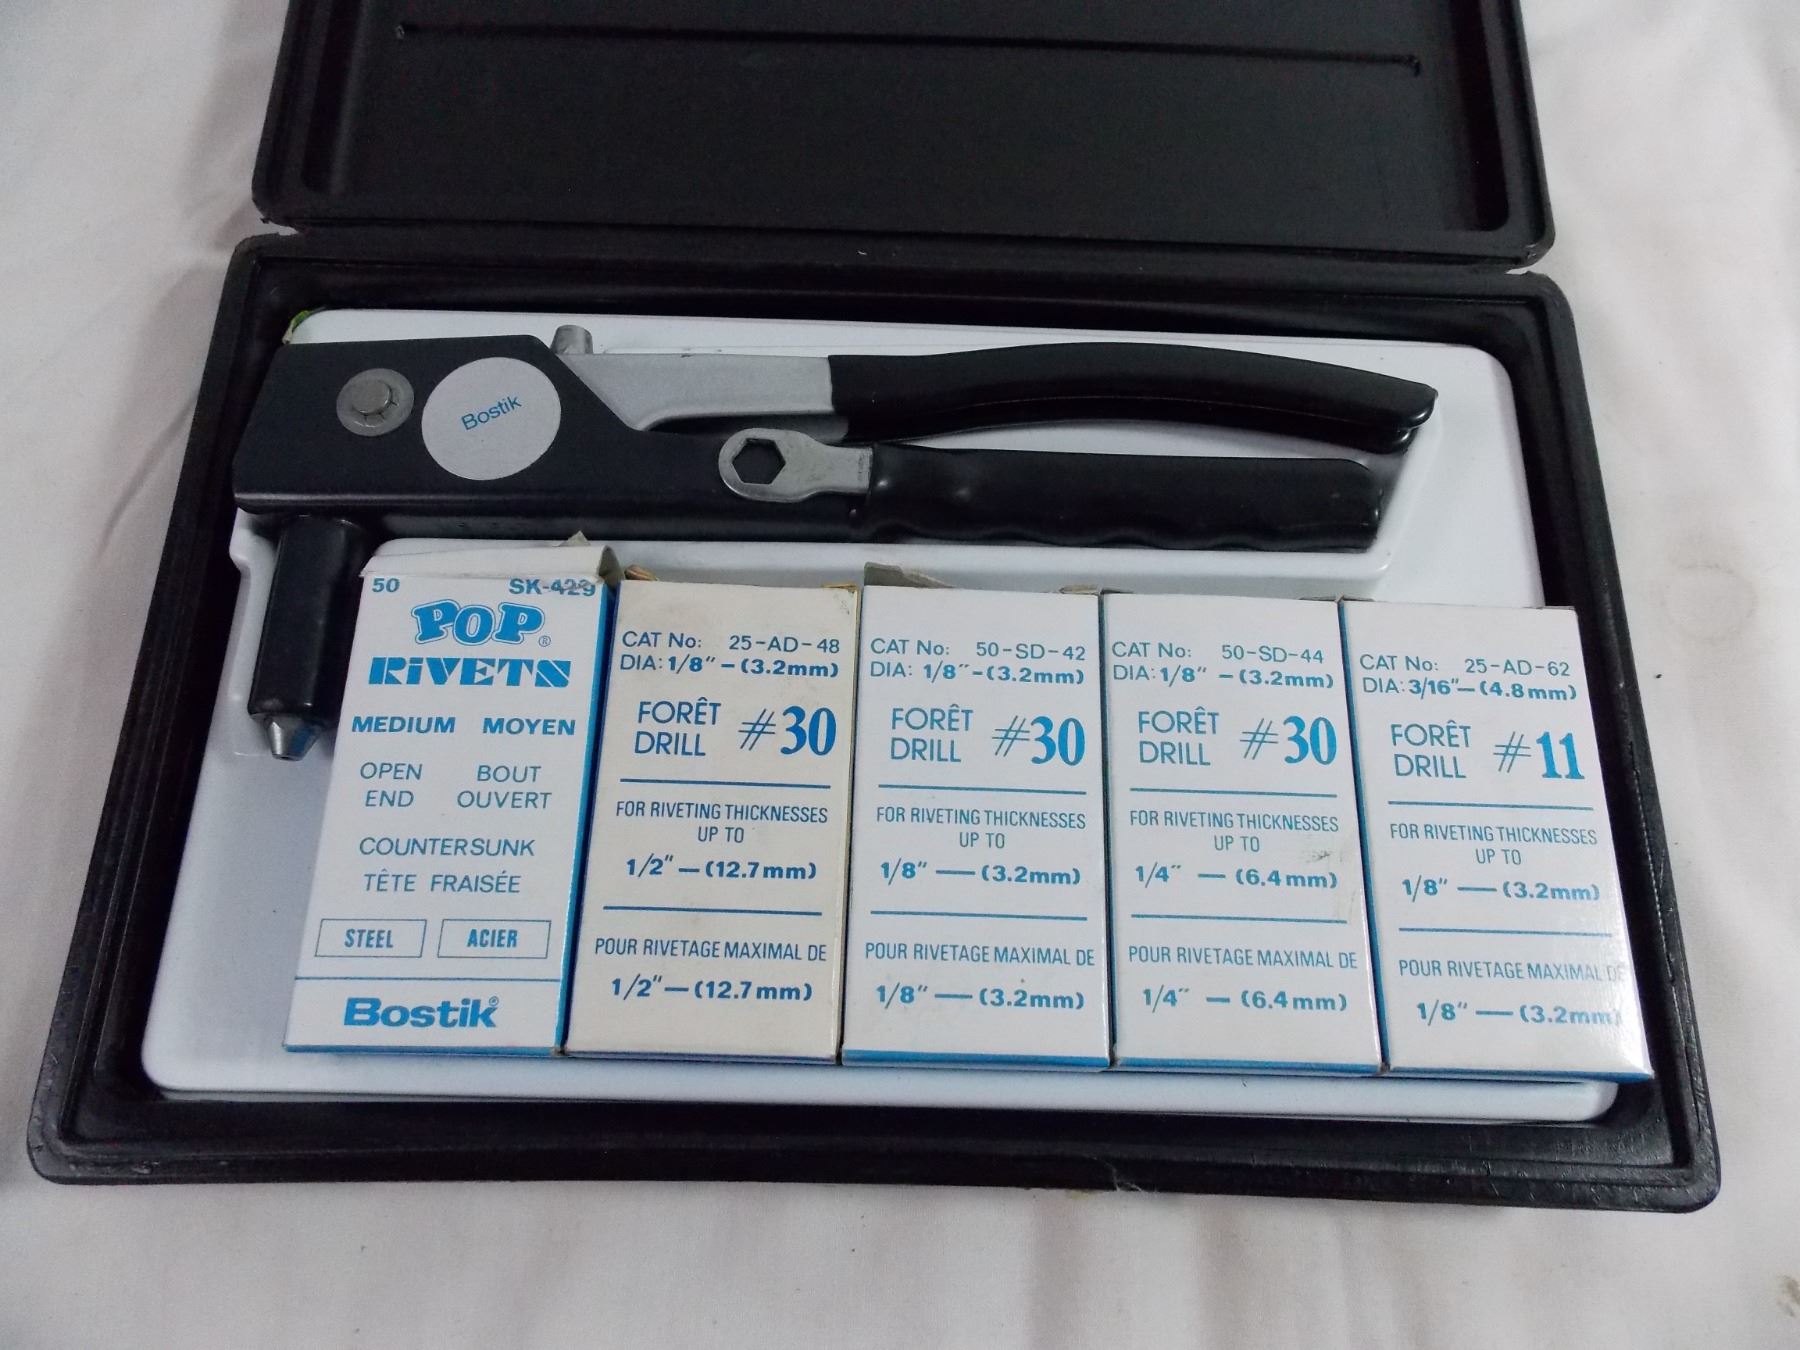 Bostik
50 SK-429
POP®
RiVETS
MEDIUM MOYEN
OPEN BOUT
END OUVERT
COUNTERSUNK
TÊTE FRAISÉE
STEEL ACIER
Bostik®
CAT No: 25-AD-48
DIA: 1/8" - (3.2mm)
FORÊT
DRILL #30
FOR RIVETING THICKNESSES
UP TO
1/2" — (12.7mm)
POUR RIVETAGE MAXIMAL DE
1/2" — (12.7mm)
CAT No: 50-SD-42
DIA: 1/8" - (3.2mm)
FORÊT
DRILL #30
FOR RIVETING THICKNESSES
UP TO
1/8" — (3.2mm)
POUR RIVETAGE MAXIMAL DE
1/8" — (3.2mm)
CAT No: 50-SD-44
DIA: 1/8" - (3.2mm)
FORÊT
DRILL #30
FOR RIVETING THICKNESSES
UP TO
1/4" — (6.4mm)
POUR RIVETAGE MAXIMAL DE
1/4" — (6.4mm)
CAT No: 25-AD-62
DIA: 3/16" - (4.8mm)
FORÊT
DRILL #11
FOR RIVETING THICKNESSES
UP TO
1/8" — (3.2mm)
POUR RIVETAGE MAXIMAL DE
1/8" — (3.2mm)